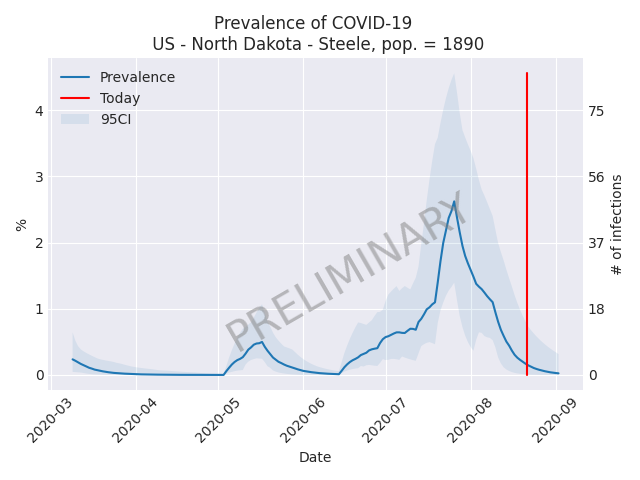 Prevalence of COVID-19
US - North Dakota - Steele, pop. = 1890
Prevalence
Today
95CI
PRELIMINARY
4
3
2
1
0
%
75
56
37
18
0
# of infections
2020-03
2020-04
2020-05
2020-06
2020-07
2020-08
2020-09
Date